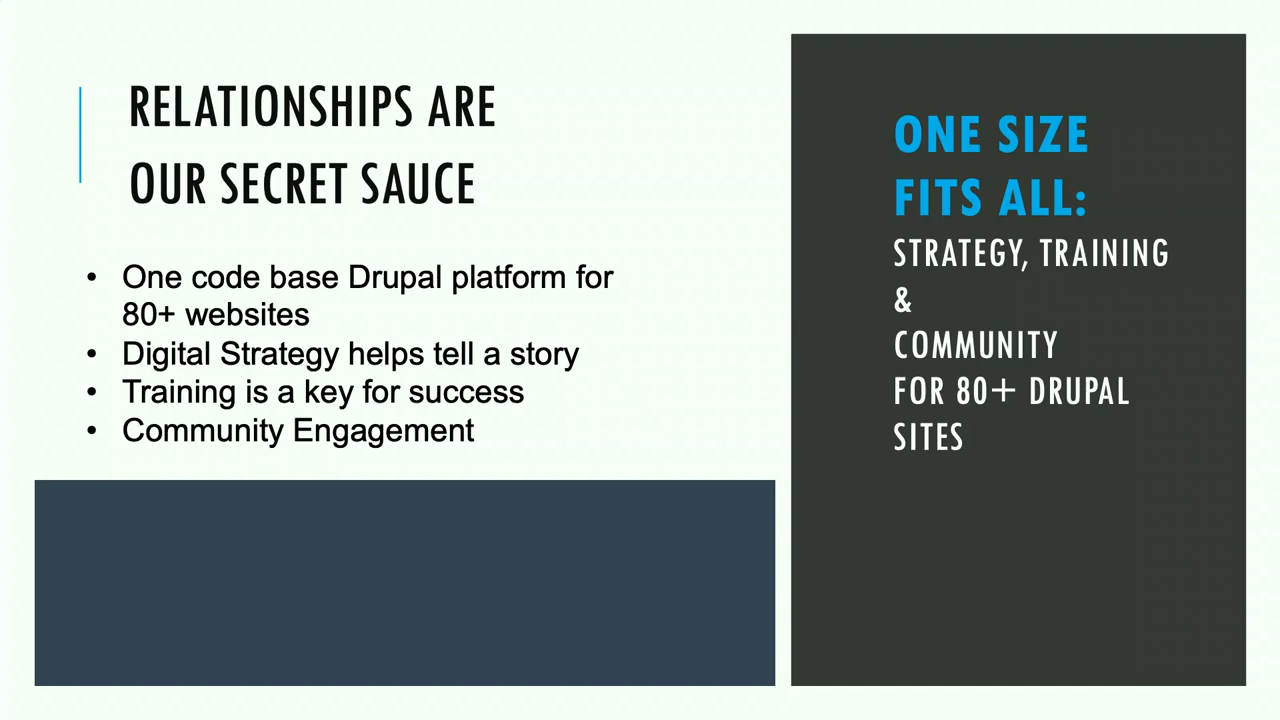 RELATIONSHIPS ARE
OUR SECRET SAUCE
• One code base Drupal platform for
80+ websites
• Digital Strategy helps tell a story
• Training is a key for success
• Community Engagement
ONE SIZE
FITS ALL:
STRATEGY, TRAINING
&
COMMUNITY
FOR 80+ DRUPAL
SITES